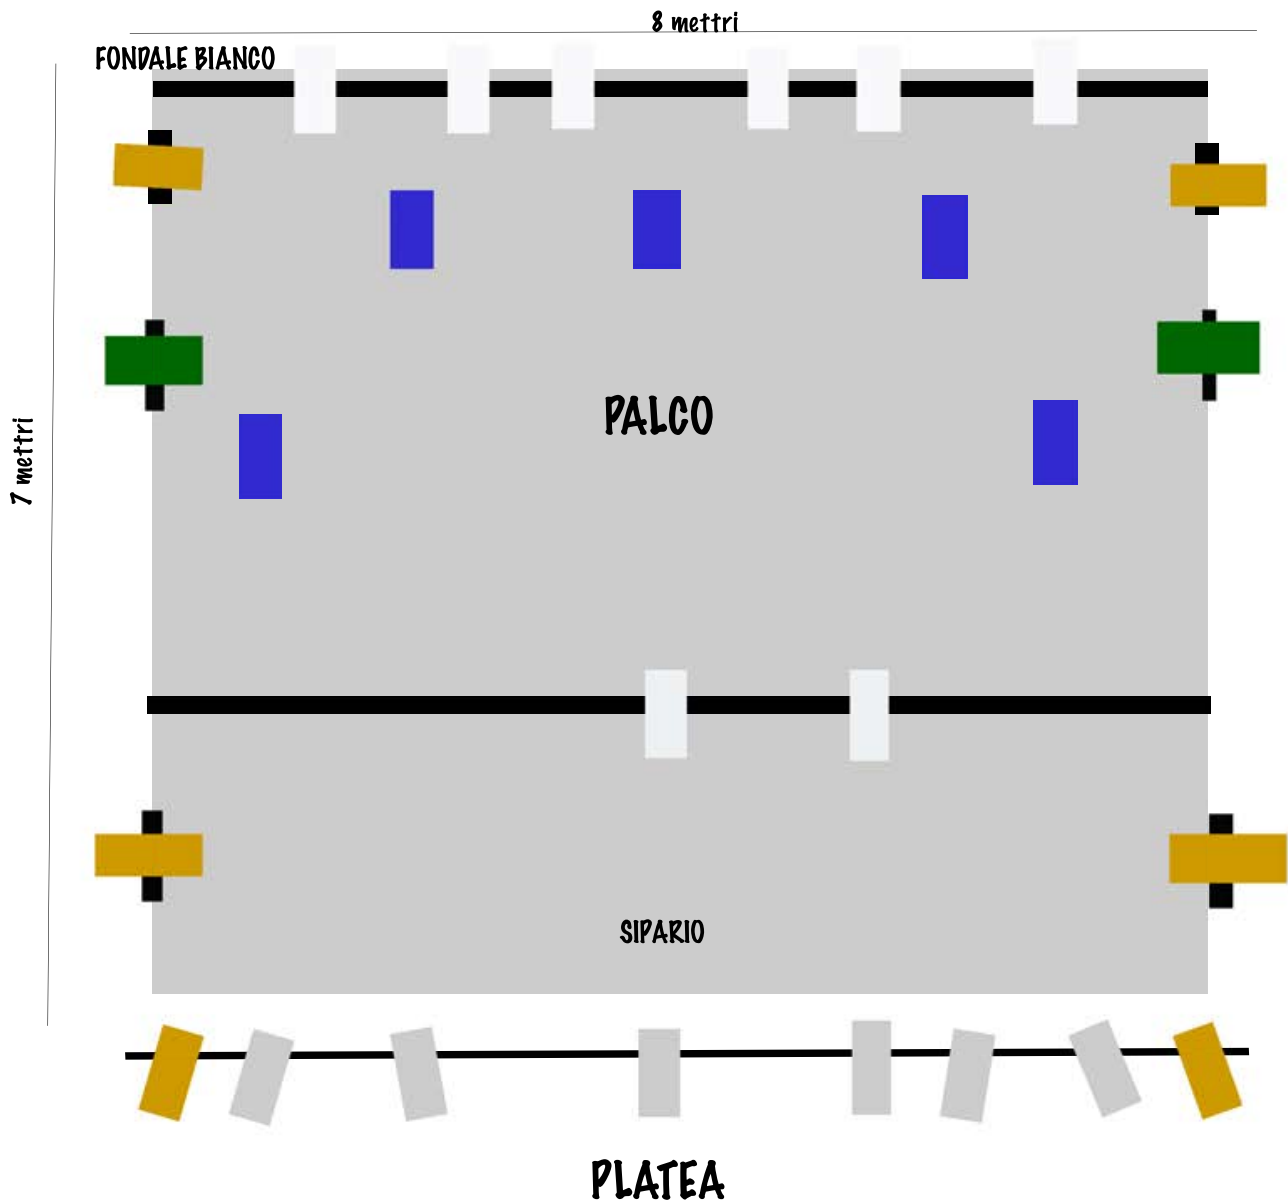 8 mettri
FONDALE BIANCO
7 mettri
PALCO
SIPARIO
PLATEA